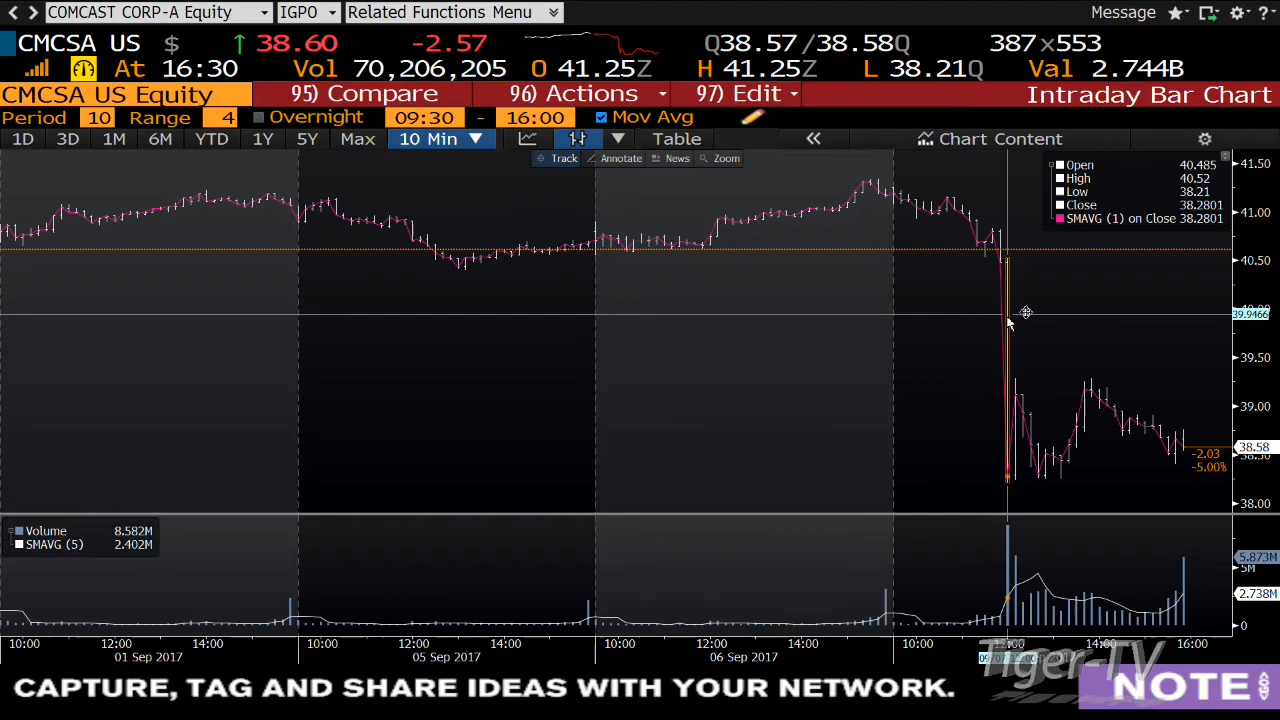 COMCAST CORP-A Equity IGPO Related Functions Menu Message
CMCSA US $ 38.60 -2.57 Q38.57/38.58Q 387x553
At 16:30 Vol 70,206,205 O 41.25Z H 41.25Z L 38.21Q Val 2.744B
CMCSA US Equity 95) Compare 96) Actions 97) Edit Intraday Bar Chart
Period 10 Range 4 Overnight 09:30 - 16:00 Mov Avg
1D 3D 1M 6M YTD 1Y 5Y Max 10 Min Table Chart Content
Track Annotate News Zoom
Open 40.485
High 40.52
Low 38.21
Close 38.2801
SMAVG (1) on Close 38.2801
41.50
41.00
40.50
39.9466
39.50
39.00
38.58
-2.03
-5.00%
38.00
Volume 8.582M
SMAVG (5) 2.402M
5.873M
5M
2.738M
0
10:00 12:00 14:00 10:00 12:00 14:00 10:00 12:00 14:00 10:00 12:00 14:00 16:00
01 Sep 2017 05 Sep 2017 06 Sep 2017
Tiger-TV
CAPTURE, TAG AND SHARE IDEAS WITH YOUR NETWORK. NOTE